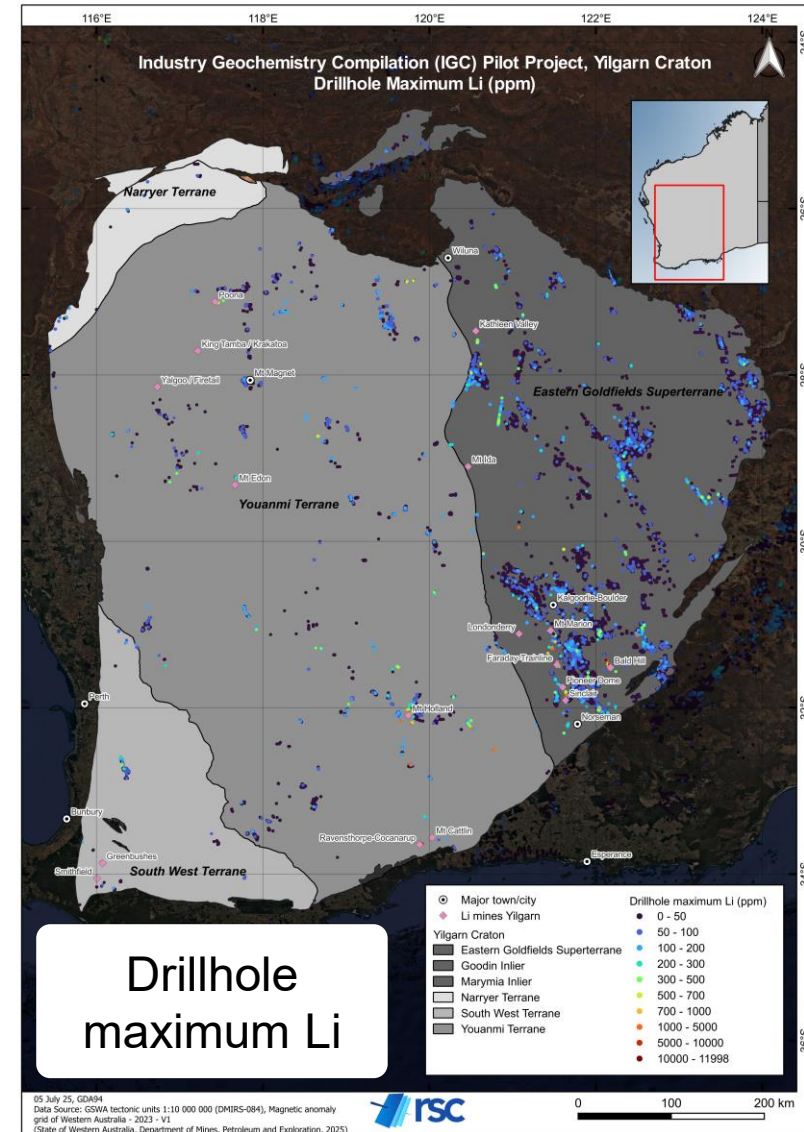 116°E 118°E 120°E 122°E 124°E
Industry Geochemistry Compilation (IGC) Pilot Project, Yilgarn Craton
Drillhole Maximum Li (ppm)
N
24°S
Narryer Terrane
26°S
Wiluna
Poona
Kathleen Valley
King Tamba / Krakatoa
Yalgoo / Firetail
Mt Magnet
28°S
Eastern Goldfields Superterrane
Mt Ida
Mt Edon
Youanmi Terrane
30°S
Kalgoorlie-Boulder
Londonderry
Mt Marion
Faraday Trainline
Bald Hill
Pioneer Dome
Sinclair
Perth
Mt Holland
32°S
Norseman
Bunbury
Ravensthorpe-Cocanarup
Mt Cattlin
Greenbushes
Esperance
Smithfield
South West Terrane
34°S
Major town/city
Li mines Yilgarn
Yilgarn Craton
Eastern Goldfields Superterrane
Goodin Inlier
Marymia Inlier
Narryer Terrane
South West Terrane
Youanmi Terrane
Drillhole maximum Li (ppm)
0 - 50
50 - 100
100 - 200
200 - 300
300 - 500
500 - 700
700 - 1000
1000 - 5000
5000 - 10000
10000 - 11998
36°S
Drillhole
maximum Li
05 July 25, GDA94
Data Source: GSWA tectonic units 1:10 000 000 (DMIRS-084), Magnetic anomaly
grid of Western Australia - 2023 - V1
(State of Western Australia, Department of Mines, Petroleum and Exploration, 2025)
rsc
0 100 200 km